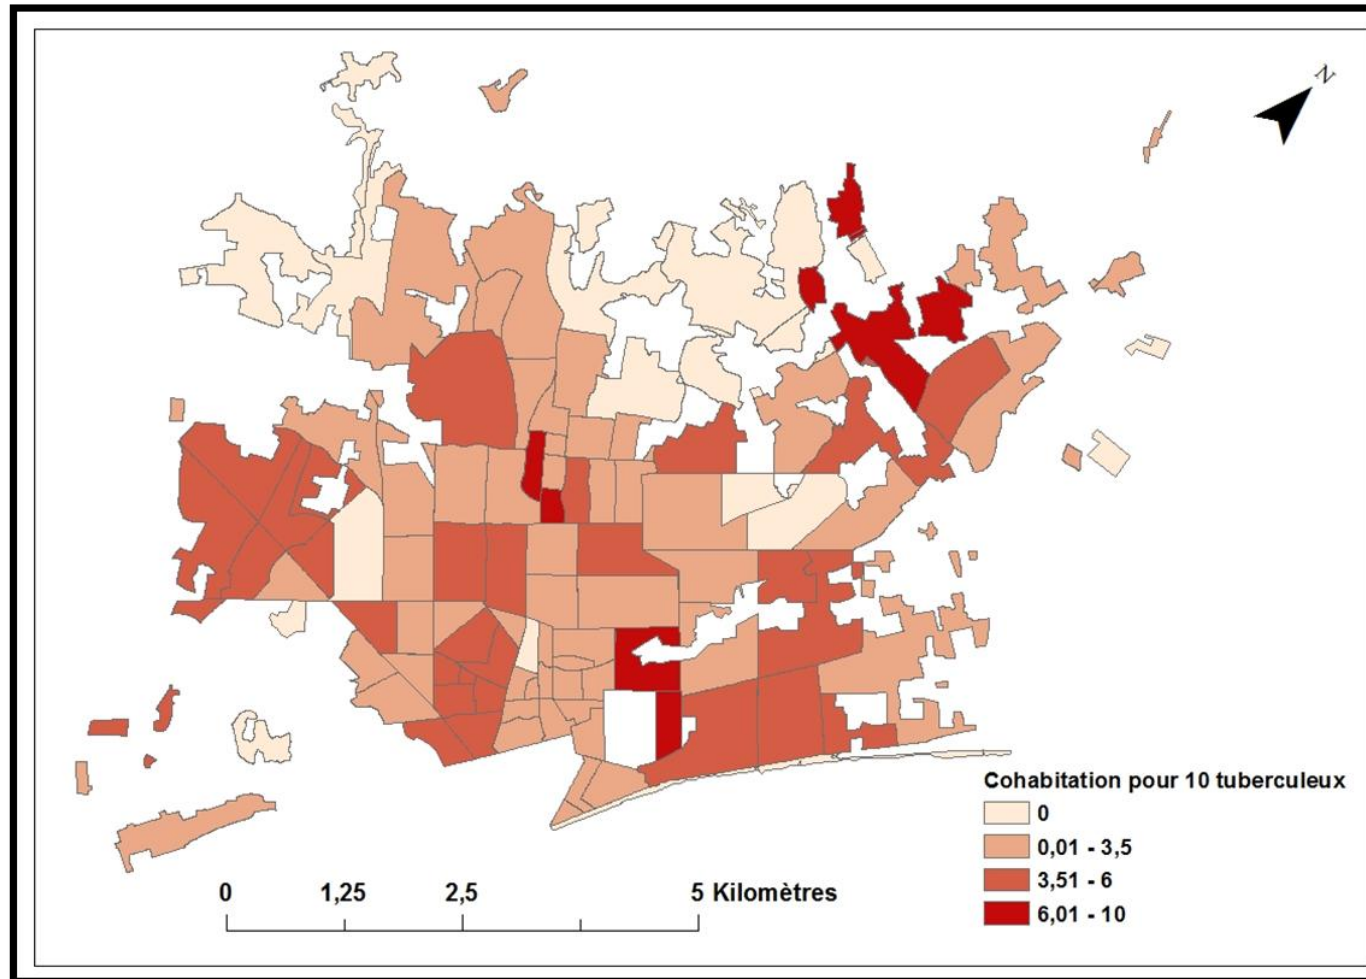 N
Cohabitation pour 10 tuberculeux
0
0,01 - 3,5
3,51 - 6
6,01 - 10
0 1,25 2,5 5 Kilomètres